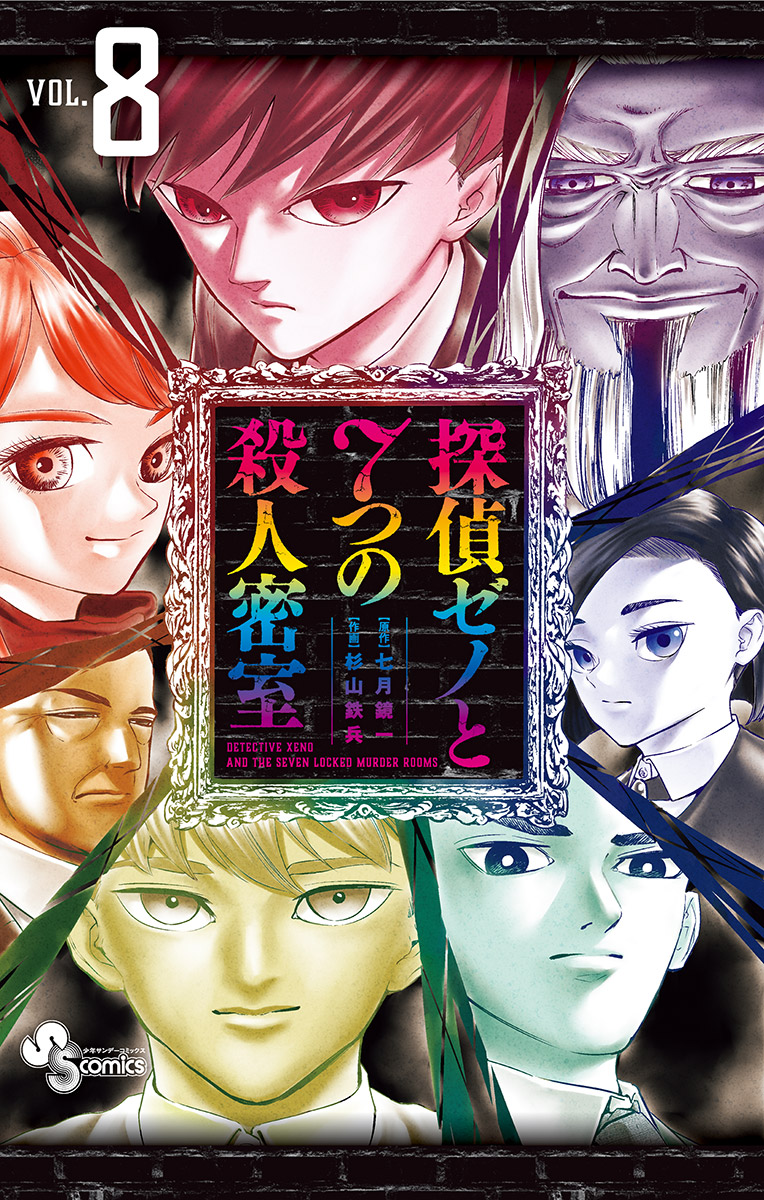 VOL. 8
探偵ゼノと
7つの
殺人密室
【原作】七月鏡一
【作画】杉山鉄兵
DETECTIVE XENO
AND THE SEVEN LOCKED MURDER ROOMS
少年サンデーコミックス
SS comics